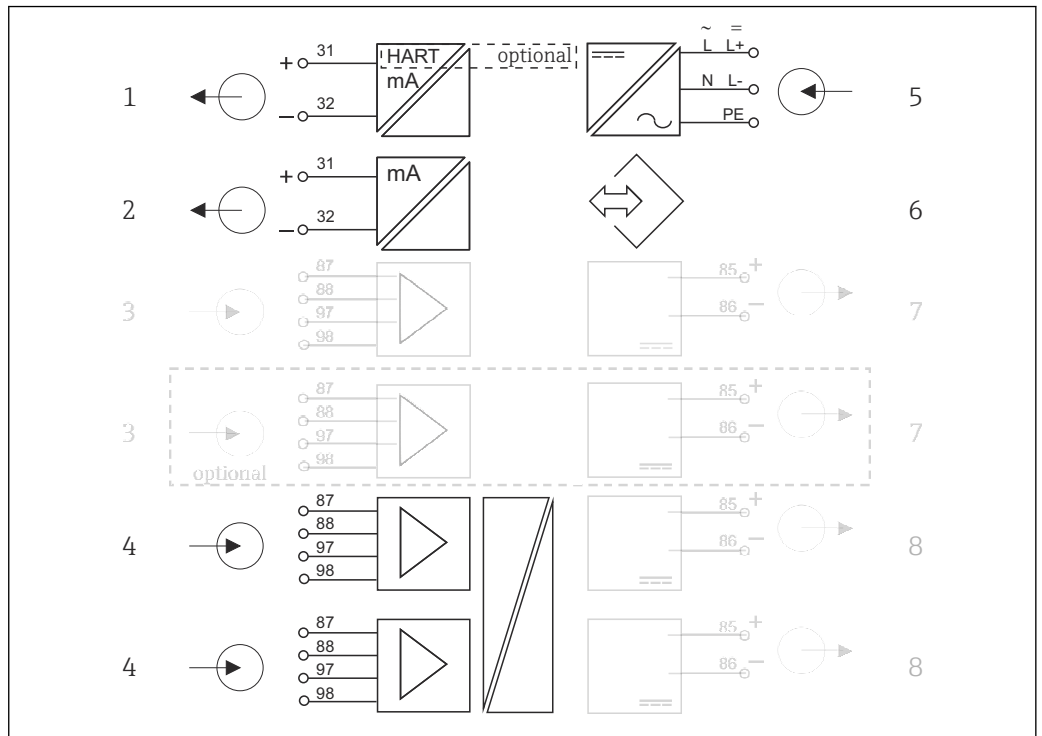 ~ =
31 HART optional L L+
1 + mA N L- 5
32 PE
−
31
+ mA
2 32 6
−
87 85 +
88
3 97 86 − 7
98
87 85 +
88
3 97 86 − 7
98
optional
87 85 +
88
4 97 86 − 8
98
87 85 +
88
4 97 86 − 8
98